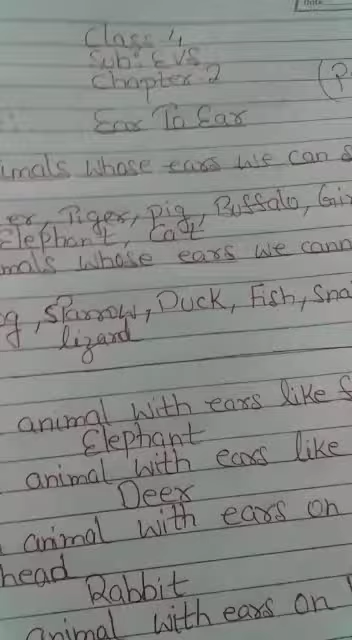 Class 4
Sub: EVS
Chapter 2
Ear To Ear
imals whose ears we can s
er, Tiger, Pig, Buffalo, Gir
Elephant, Cat
mals whose ears we cann
g, Sparrow, Duck, Fish, Sna
lizard
animal with ears like f
Elephant
animal with ears like
Deer
animal with ears on
head
Rabbit
animal with ears on